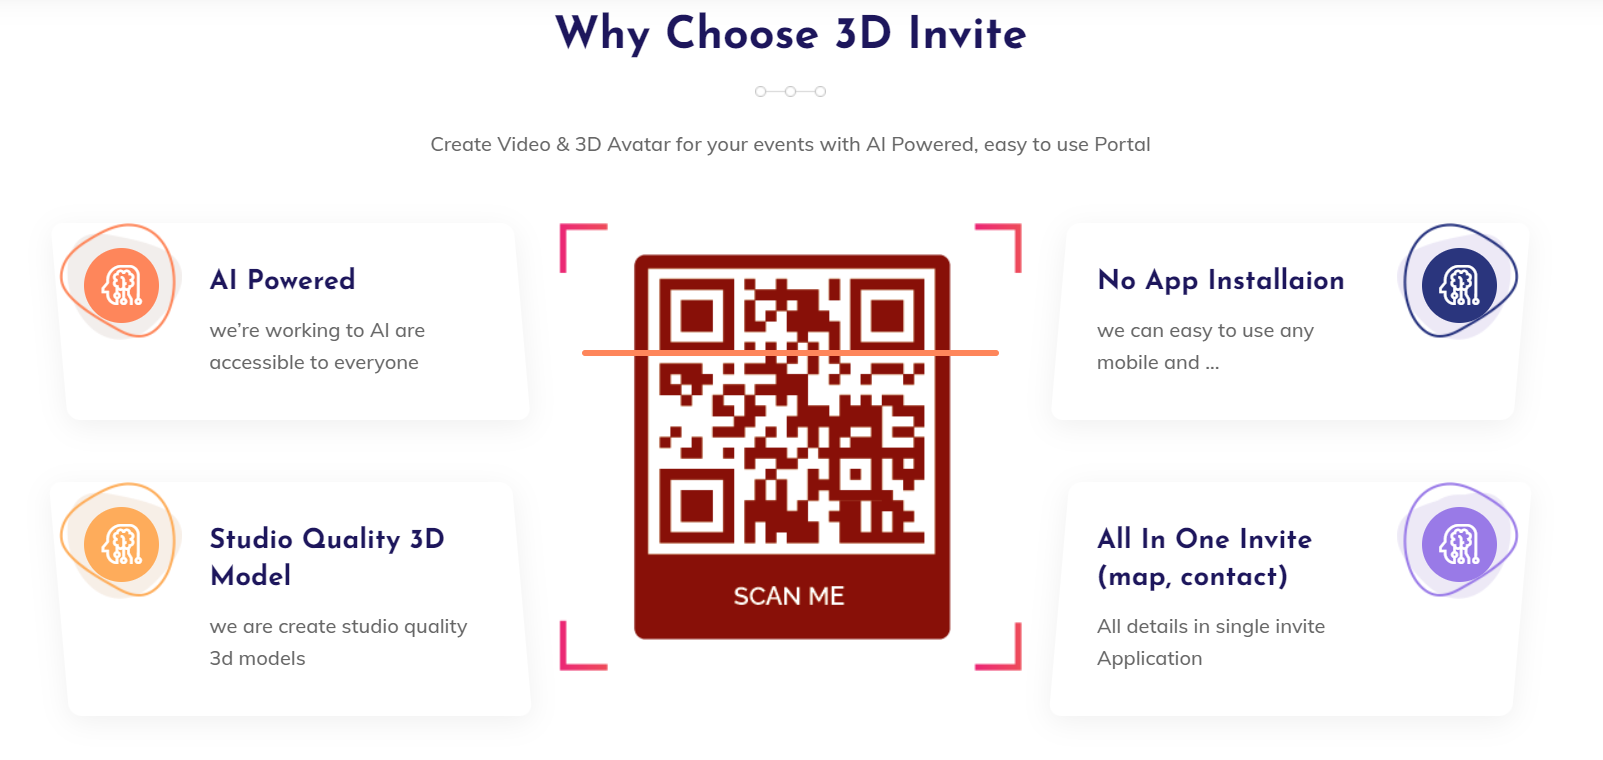 Why Choose 3D Invite
Create Video & 3D Avatar for your events with AI Powered, easy to use Portal
AI Powered
we’re working to AI are
accessible to everyone
Studio Quality 3D
Model
we are create studio quality
3d models
SCAN ME
No App Installaion
we can easy to use any
mobile and ...
All In One Invite
(map, contact)
All details in single invite
Application